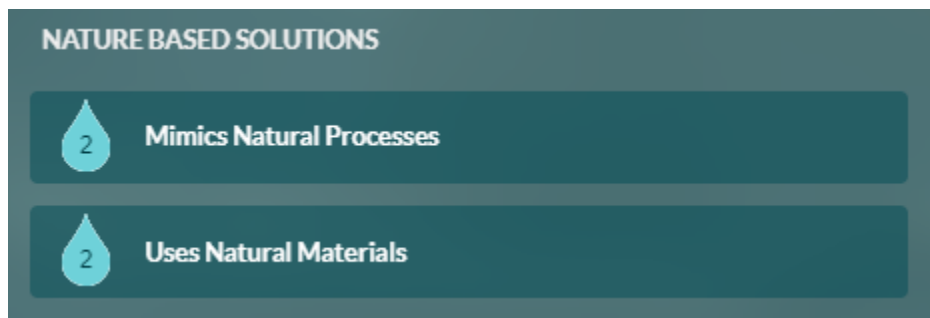 NATURE BASED SOLUTIONS
2 Mimics Natural Processes
2 Uses Natural Materials